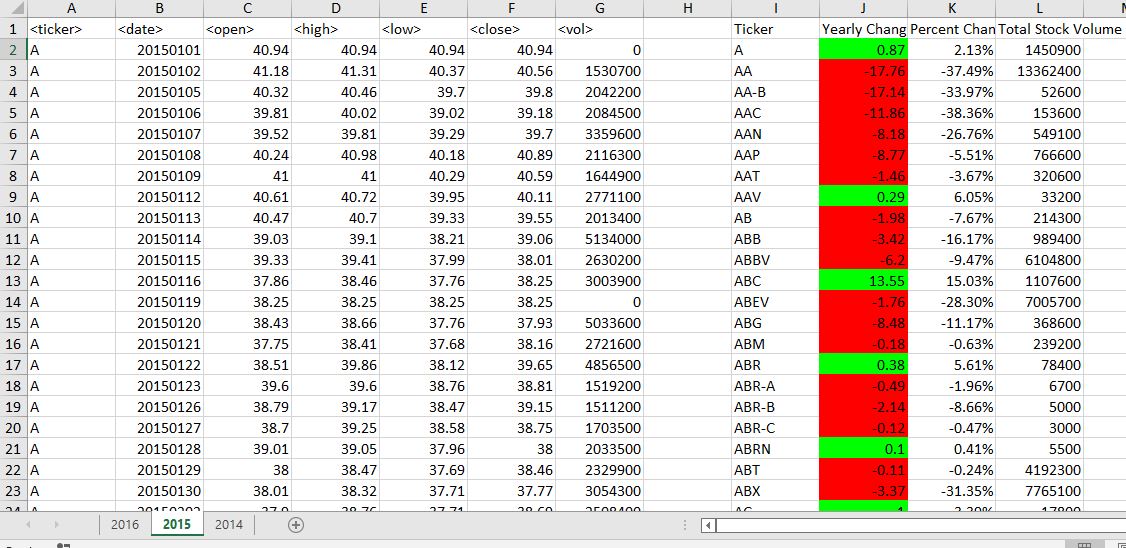 A B C D E F G H I J K L
1 <ticker> <date> <open> <high> <low> <close> <vol> Ticker Yearly Chang Percent Chan Total Stock Volume
2 A 20150101 40.94 40.94 40.94 40.94 0 A 0.87 2.13% 1450900
3 A 20150102 41.18 41.31 40.37 40.56 1530700 AA -17.76 -37.49% 13362400
4 A 20150105 40.32 40.46 39.7 39.8 2042200 AA-B -17.14 -33.97% 52600
5 A 20150106 39.81 40.02 39.02 39.18 2084500 AAC -11.86 -38.36% 153600
6 A 20150107 39.52 39.81 39.29 39.7 3359600 AAN -8.18 -26.76% 549100
7 A 20150108 40.24 40.98 40.18 40.89 2116300 AAP -8.77 -5.51% 766600
8 A 20150109 41 41 40.29 40.59 1644900 AAT -1.46 -3.67% 320600
9 A 20150112 40.61 40.72 39.95 40.11 2771100 AAV 0.29 6.05% 33200
10 A 20150113 40.47 40.7 39.33 39.55 2013400 AB -1.98 -7.67% 214300
11 A 20150114 39.03 39.1 38.21 39.06 5134000 ABB -3.42 -16.17% 989400
12 A 20150115 39.33 39.41 37.99 38.01 2630200 ABBV -6.2 -9.47% 6104800
13 A 20150116 37.86 38.46 37.76 38.25 3003900 ABC 13.55 15.03% 1107600
14 A 20150119 38.25 38.25 38.25 38.25 0 ABEV -1.76 -28.30% 7005700
15 A 20150120 38.43 38.66 37.76 37.93 5033600 ABG -8.48 -11.17% 368600
16 A 20150121 37.75 38.41 37.68 38.16 2721600 ABM -0.18 -0.63% 239200
17 A 20150122 38.51 39.86 38.12 39.65 4856500 ABR 0.38 5.61% 78400
18 A 20150123 39.6 39.6 38.76 38.81 1519200 ABR-A -0.49 -1.96% 6700
19 A 20150126 38.79 39.17 38.47 39.15 1511200 ABR-B -2.14 -8.66% 5000
20 A 20150127 38.7 39.25 38.58 38.75 1703500 ABR-C -0.12 -0.47% 3000
21 A 20150128 39.01 39.05 37.96 38 2033500 ABRN 0.1 0.41% 5500
22 A 20150129 38 38.47 37.69 38.46 2329900 ABT -0.11 -0.24% 4192300
23 A 20150130 38.01 38.32 37.71 37.77 3054300 ABX -3.37 -31.35% 7765100
2016 2015 2014